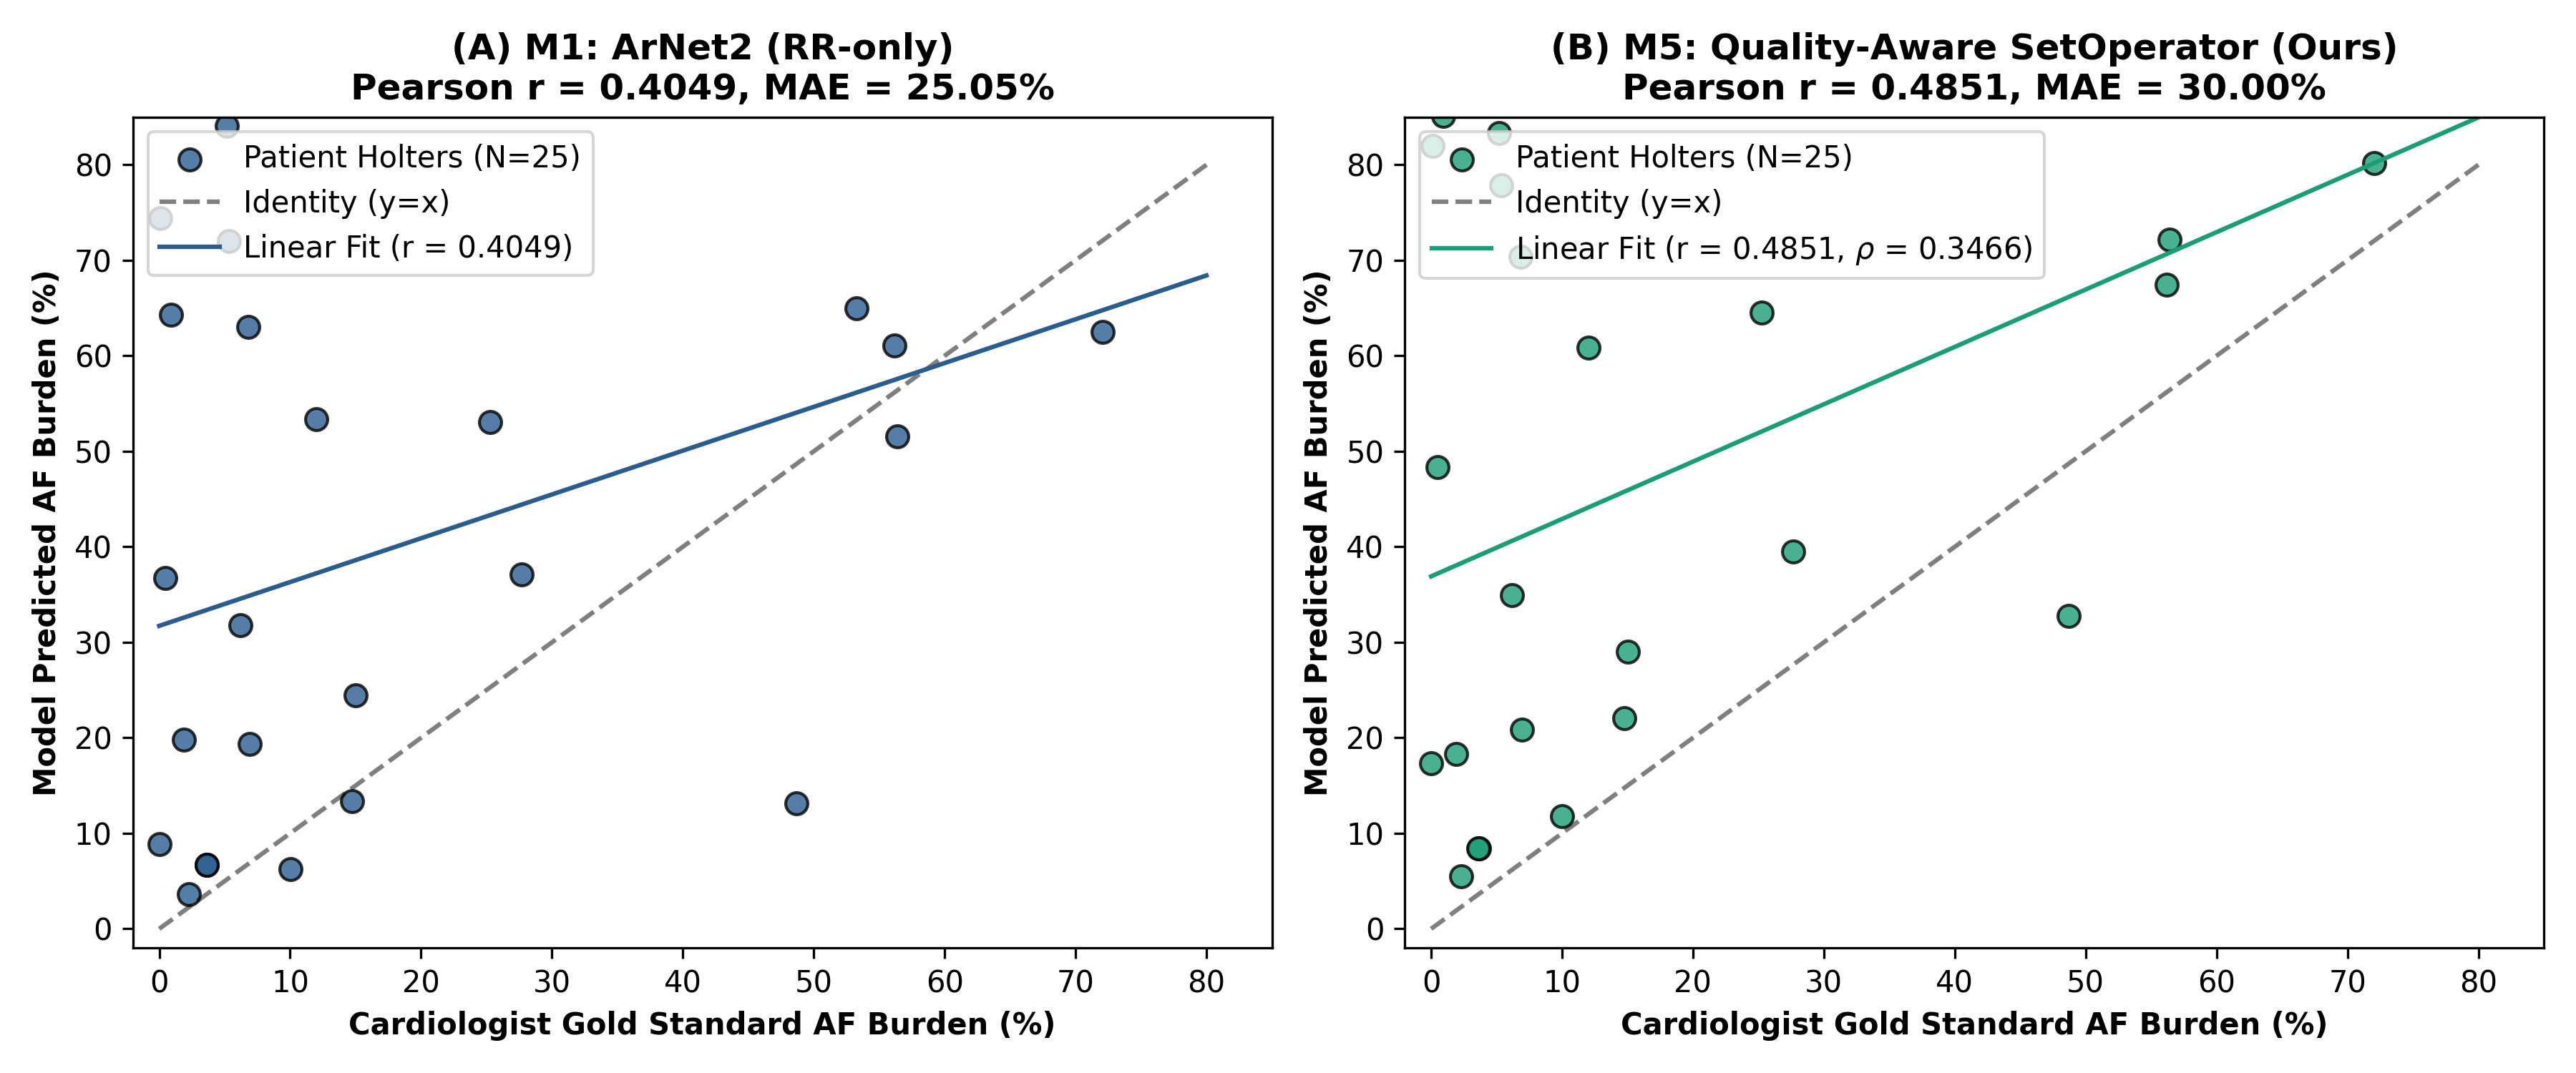 (A) M1: ArNet2 (RR-only)
Pearson r = 0.4049, MAE = 25.05%
Patient Holters (N=25)
Identity (y=x)
Linear Fit (r = 0.4049)
Model Predicted AF Burden (%)
80
70
60
50
40
30
20
10
0
0 10 20 30 40 50 60 70 80
Cardiologist Gold Standard AF Burden (%)
(B) M5: Quality-Aware SetOperator (Ours)
Pearson r = 0.4851, MAE = 30.00%
Patient Holters (N=25)
Identity (y=x)
Linear Fit (r = 0.4851, ρ = 0.3466)
Model Predicted AF Burden (%)
80
70
60
50
40
30
20
10
0
0 10 20 30 40 50 60 70 80
Cardiologist Gold Standard AF Burden (%)